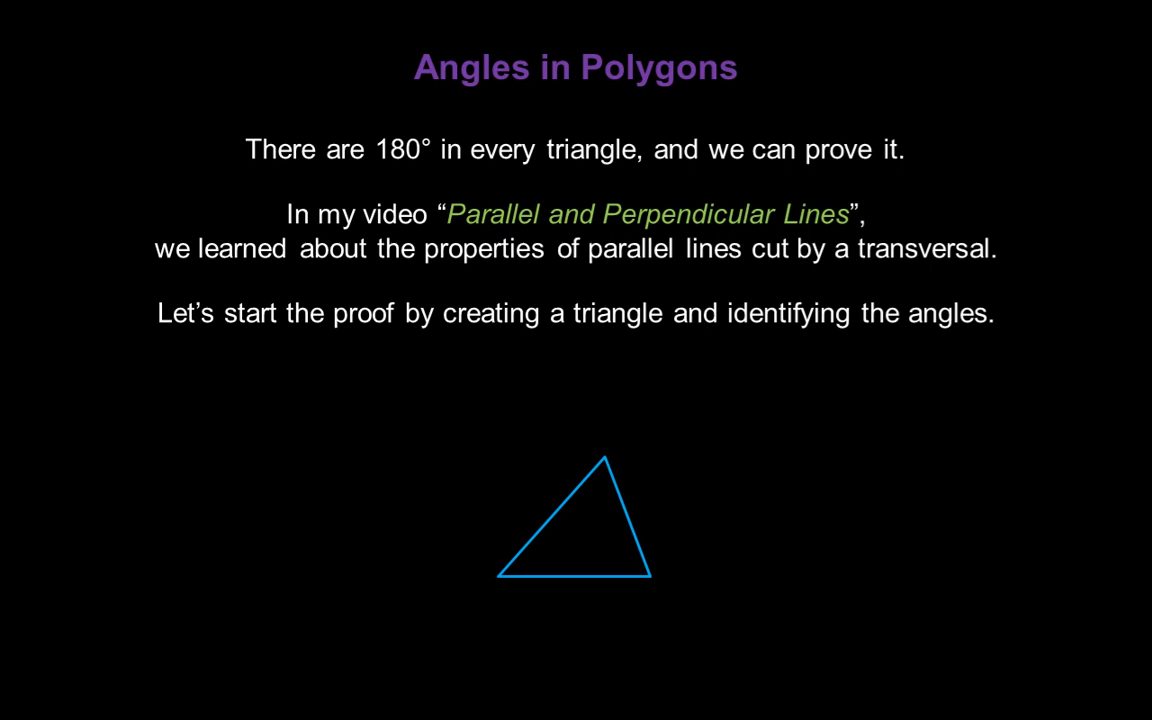 Angles in Polygons
There are 180° in every triangle, and we can prove it.
In my video “Parallel and Perpendicular Lines”,
we learned about the properties of parallel lines cut by a transversal.
Let’s start the proof by creating a triangle and identifying the angles.